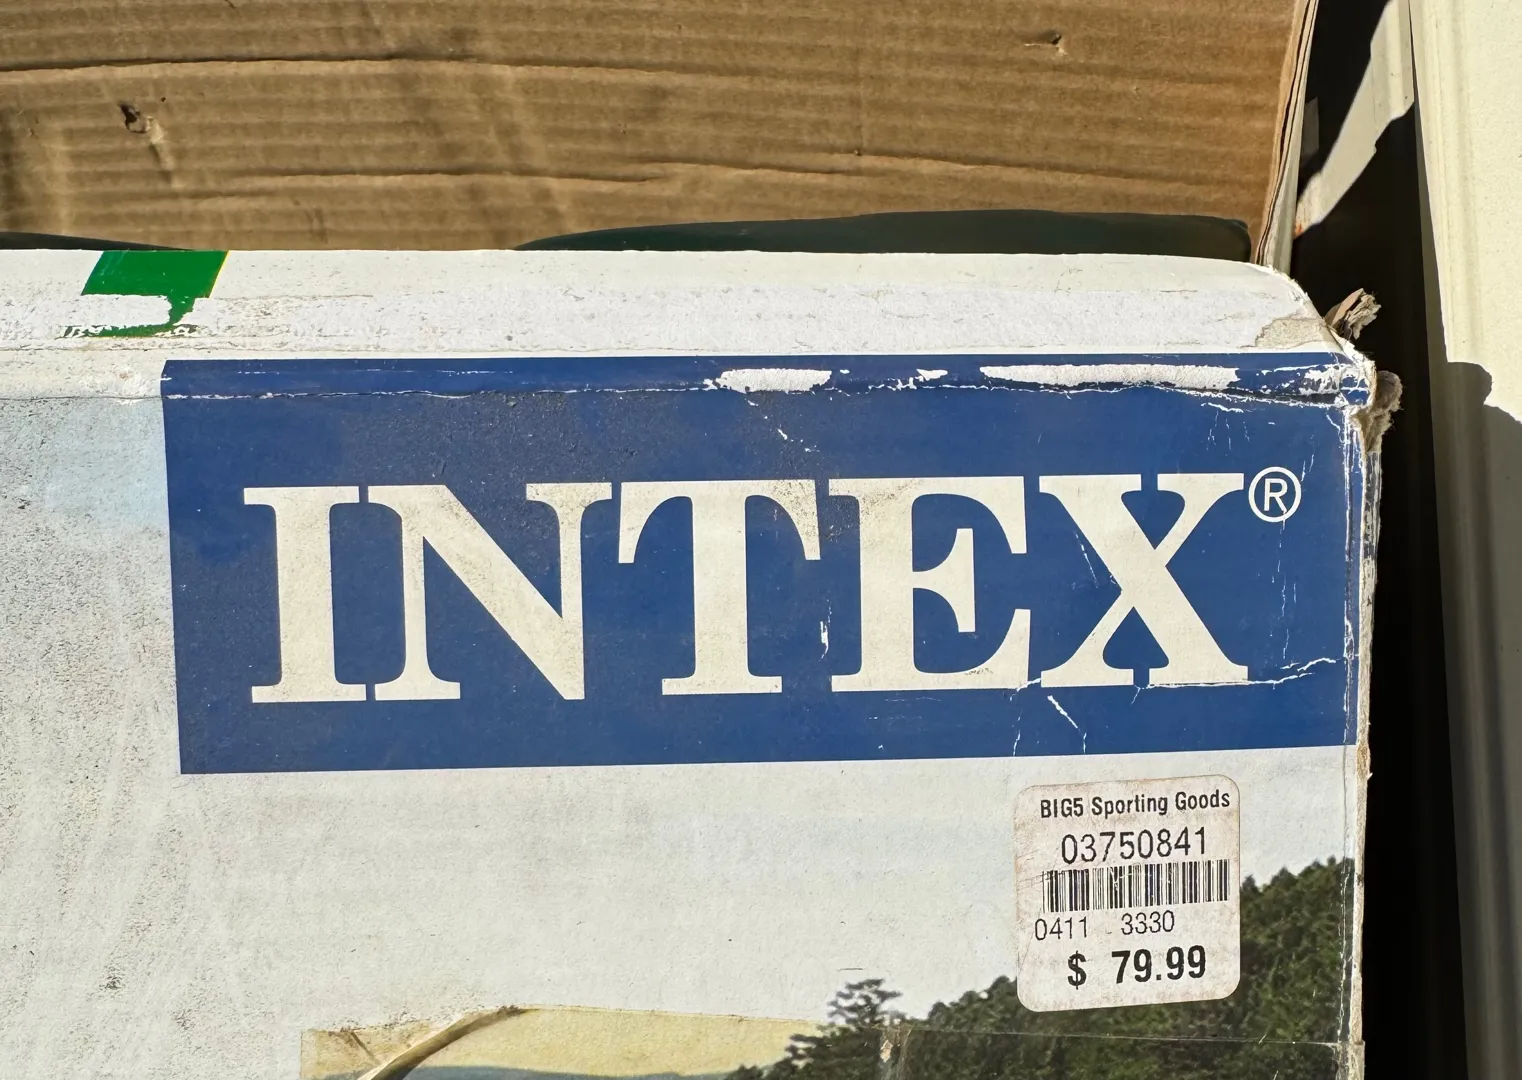 INTEX®
BIG5 Sporting Goods
03750841
0411 3330
$ 79.99